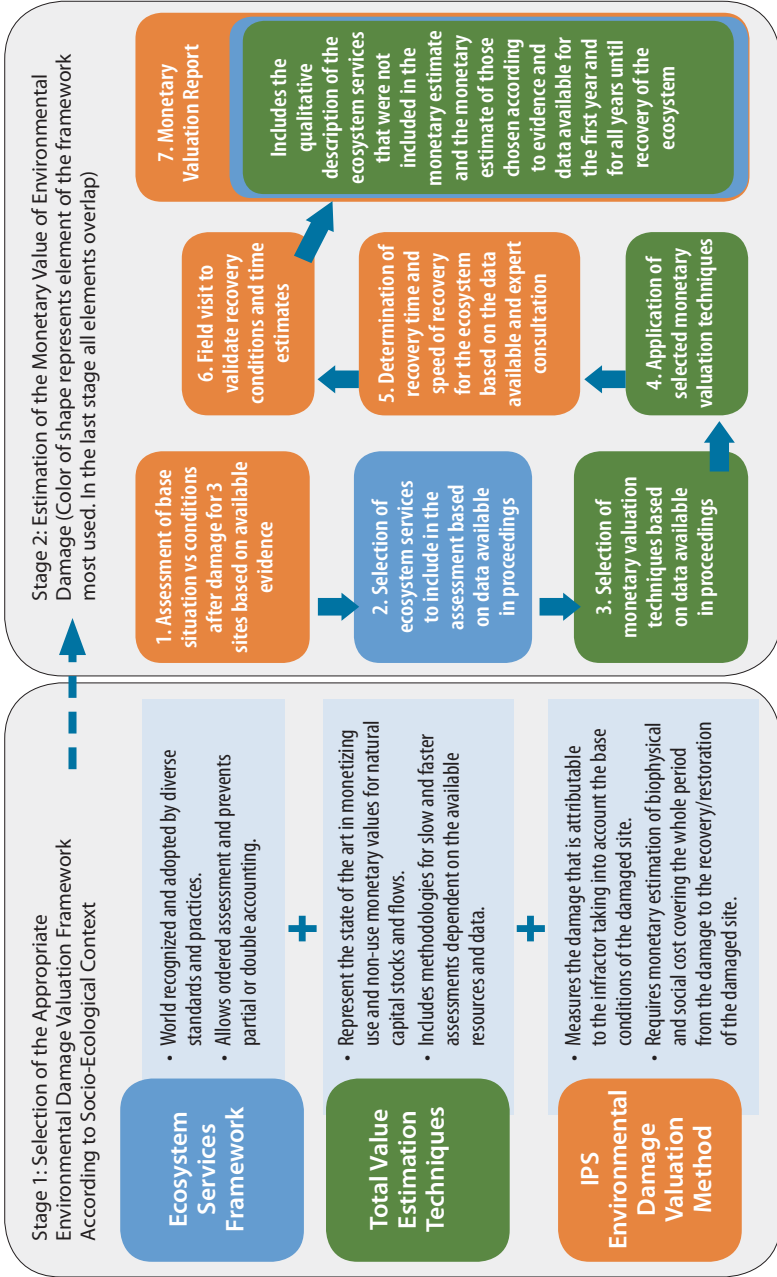 Stage 1: Selection of the Appropriate
Environmental Damage Valuation Framework
According to Socio-Ecological Context
Ecosystem
Services
Framework
• World recognized and adopted by diverse
standards and practices.
• Allows ordered assessment and prevents
partial or double accounting.
+
Total Value
Estimation
Techniques
• Represent the state of the art in monetizing
use and non-use monetary values for natural
capital stocks and flows.
• Includes methodologies for slow and faster
assessments dependent on the available
resources and data.
+
IPS
Environmental
Damage
Valuation
Method
• Measures the damage that is attributable
to the infractor taking into account the base
conditions of the damaged site.
• Requires monetary estimation of biophysical
and social cost covering the whole period
from the damage to the recovery/restoration
of the damaged site.
Stage 2: Estimation of the Monetary Value of Environmental
Damage (Color of shape represents element of the framework
most used. In the last stage all elements overlap)
1. Assessment of base
situation vs conditions
after damage for 3
sites based on available
evidence
2. Selection of
ecosystem services
to include in the
assessment based
on data available
in proceedings
3. Selection of
monetary valuation
techniques based
on data available
in proceedings
4. Application of
selected monetary
valuation techniques
5. Determination of
recovery time and
speed of recovery
for the ecosystem
based on the data
available and expert
consultation
6. Field visit to
validate recovery
conditions and time
estimates
7. Monetary
Valuation Report
Includes the
qualitative
description of the
ecosystem services
that were not
included in the
monetary estimate
and the monetary
estimate of those
chosen according
to evidence and
data available for
the first year and
for all years until
recovery of the
ecosystem